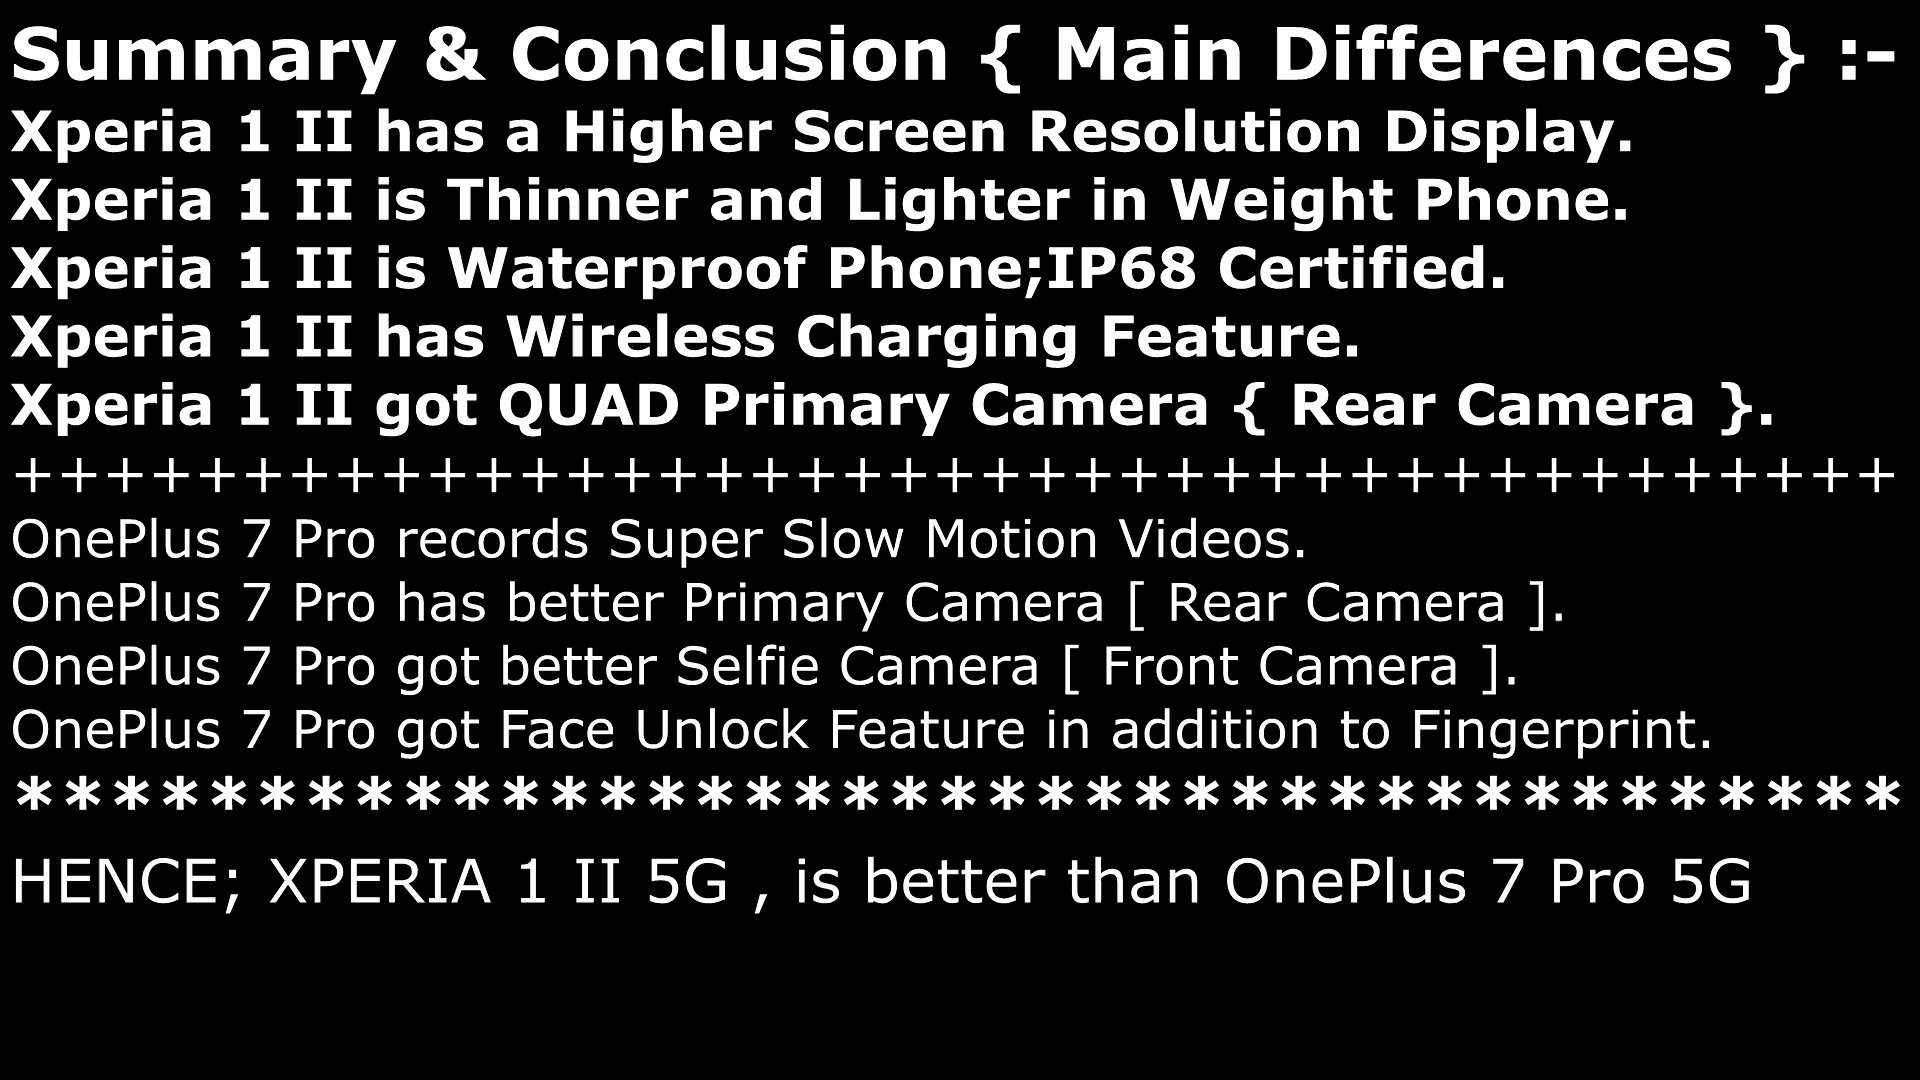 Summary & Conclusion { Main Differences } :-
Xperia 1 II has a Higher Screen Resolution Display.
Xperia 1 II is Thinner and Lighter in Weight Phone.
Xperia 1 II is Waterproof Phone;IP68 Certified.
Xperia 1 II has Wireless Charging Feature.
Xperia 1 II got QUAD Primary Camera { Rear Camera }.
+++++++++++++++++++++++++++++++++++++++++
OnePlus 7 Pro records Super Slow Motion Videos.
OnePlus 7 Pro has better Primary Camera [ Rear Camera ].
OnePlus 7 Pro got better Selfie Camera [ Front Camera ].
OnePlus 7 Pro got Face Unlock Feature in addition to Fingerprint.
***************************************
HENCE; XPERIA 1 II 5G , is better than OnePlus 7 Pro 5G